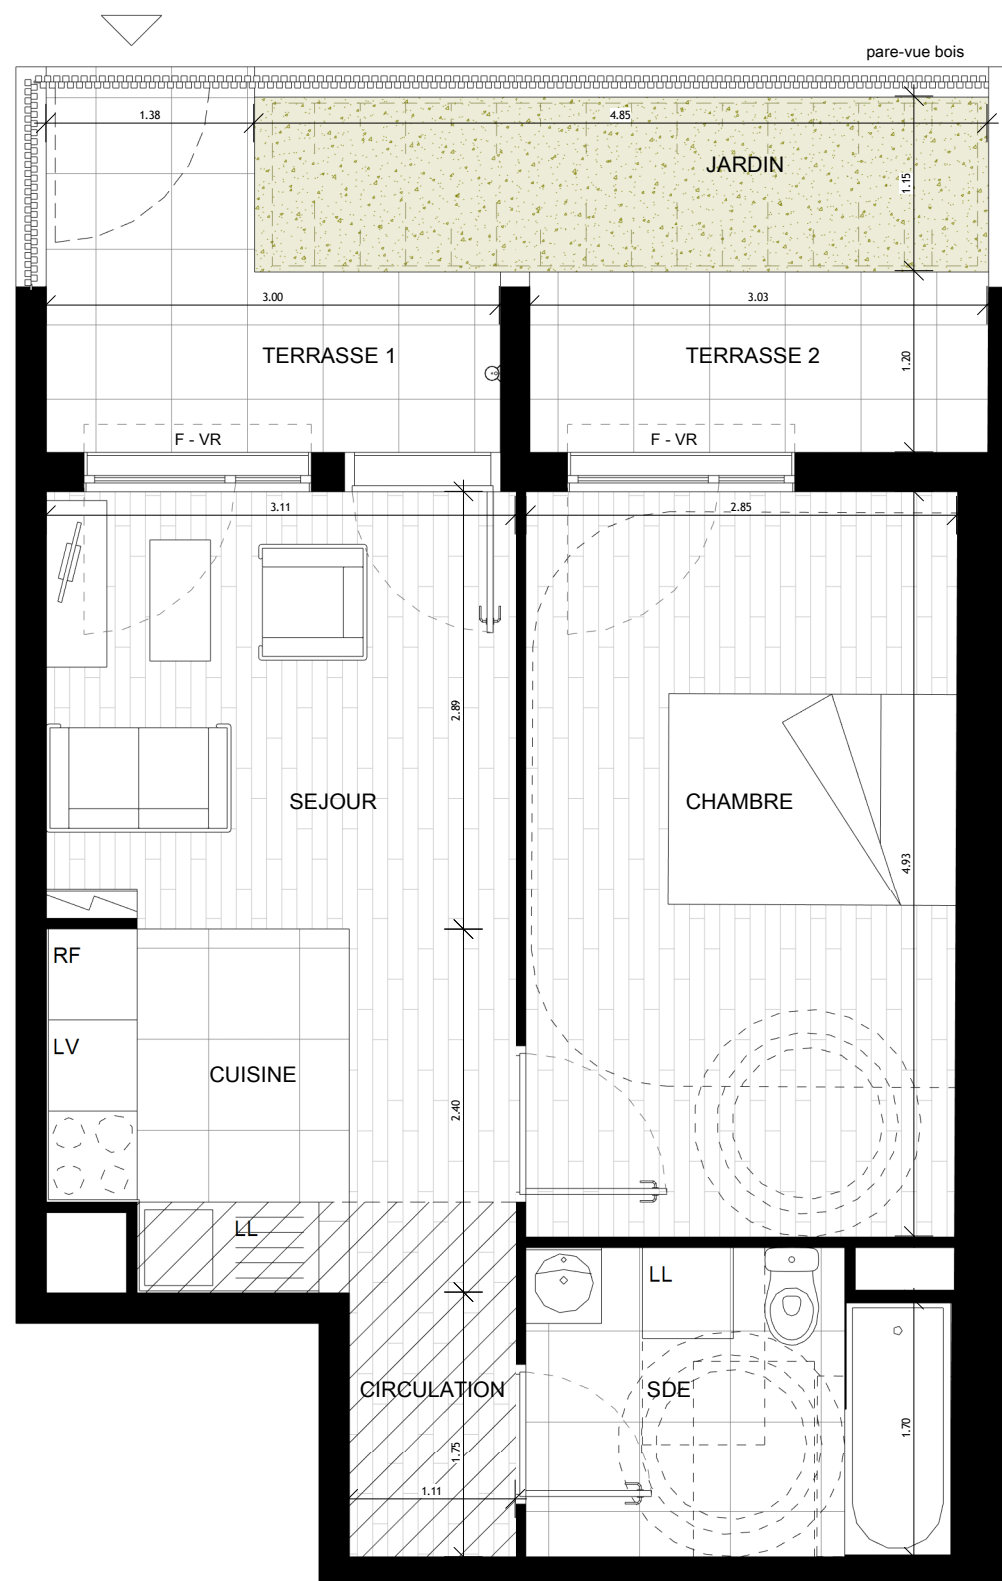 pare-vue bois
1.38
4.85
JARDIN
1.15
3.00
3.03
TERRASSE 1
TERRASSE 2
1.20
F - VR
F - VR
3.11
2.85
2.89
SEJOUR
CHAMBRE
4.93
RF
LV
CUISINE
2.40
LL
LL
CIRCULATION
SDE
1.75
1.70
1.11